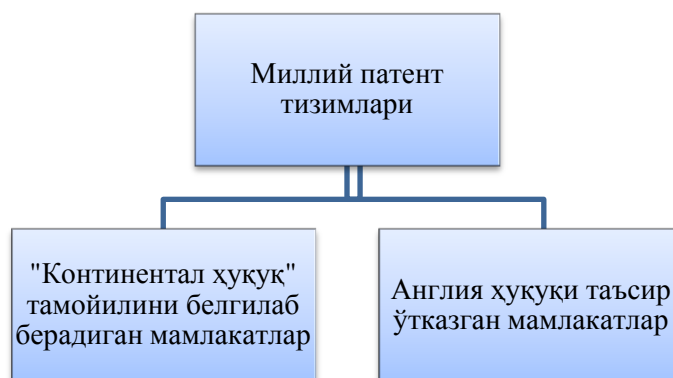 Миллий патент
тизимлари
"Континентал ҳуқуқ"
тамойилини белгилаб
берадиган мамлакатлар
Англия ҳуқуқи таъсир
ўтказган мамлакатлар